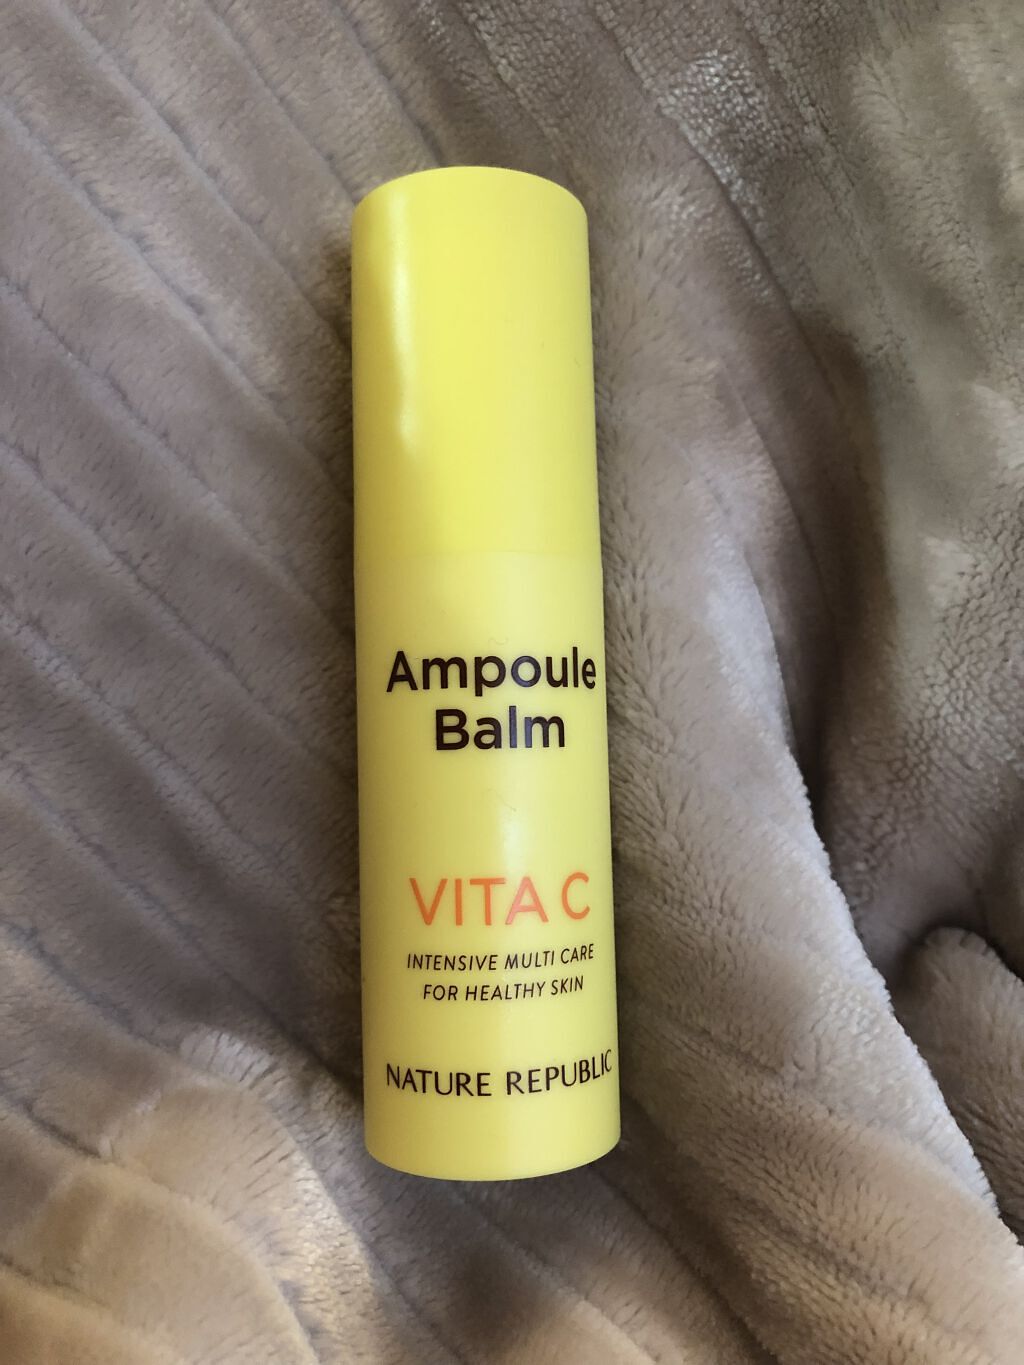 Ampoule
Balm
VITA C
INTENSIVE MULTI CARE
FOR HEALTHY SKIN
NATURE REPUBLIC